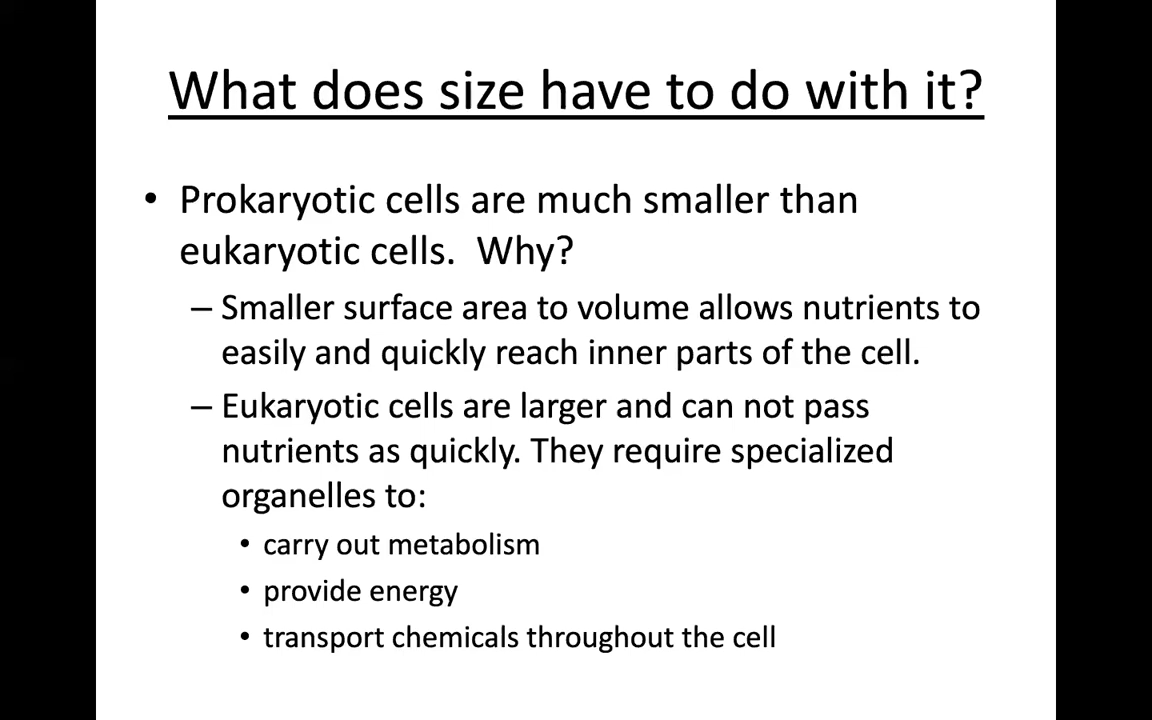 What does size have to do with it?
• Prokaryotic cells are much smaller than
eukaryotic cells.  Why?
– Smaller surface area to volume allows nutrients to
easily and quickly reach inner parts of the cell.
– Eukaryotic cells are larger and can not pass
nutrients as quickly. They require specialized
organelles to:
• carry out metabolism
• provide energy
• transport chemicals throughout the cell